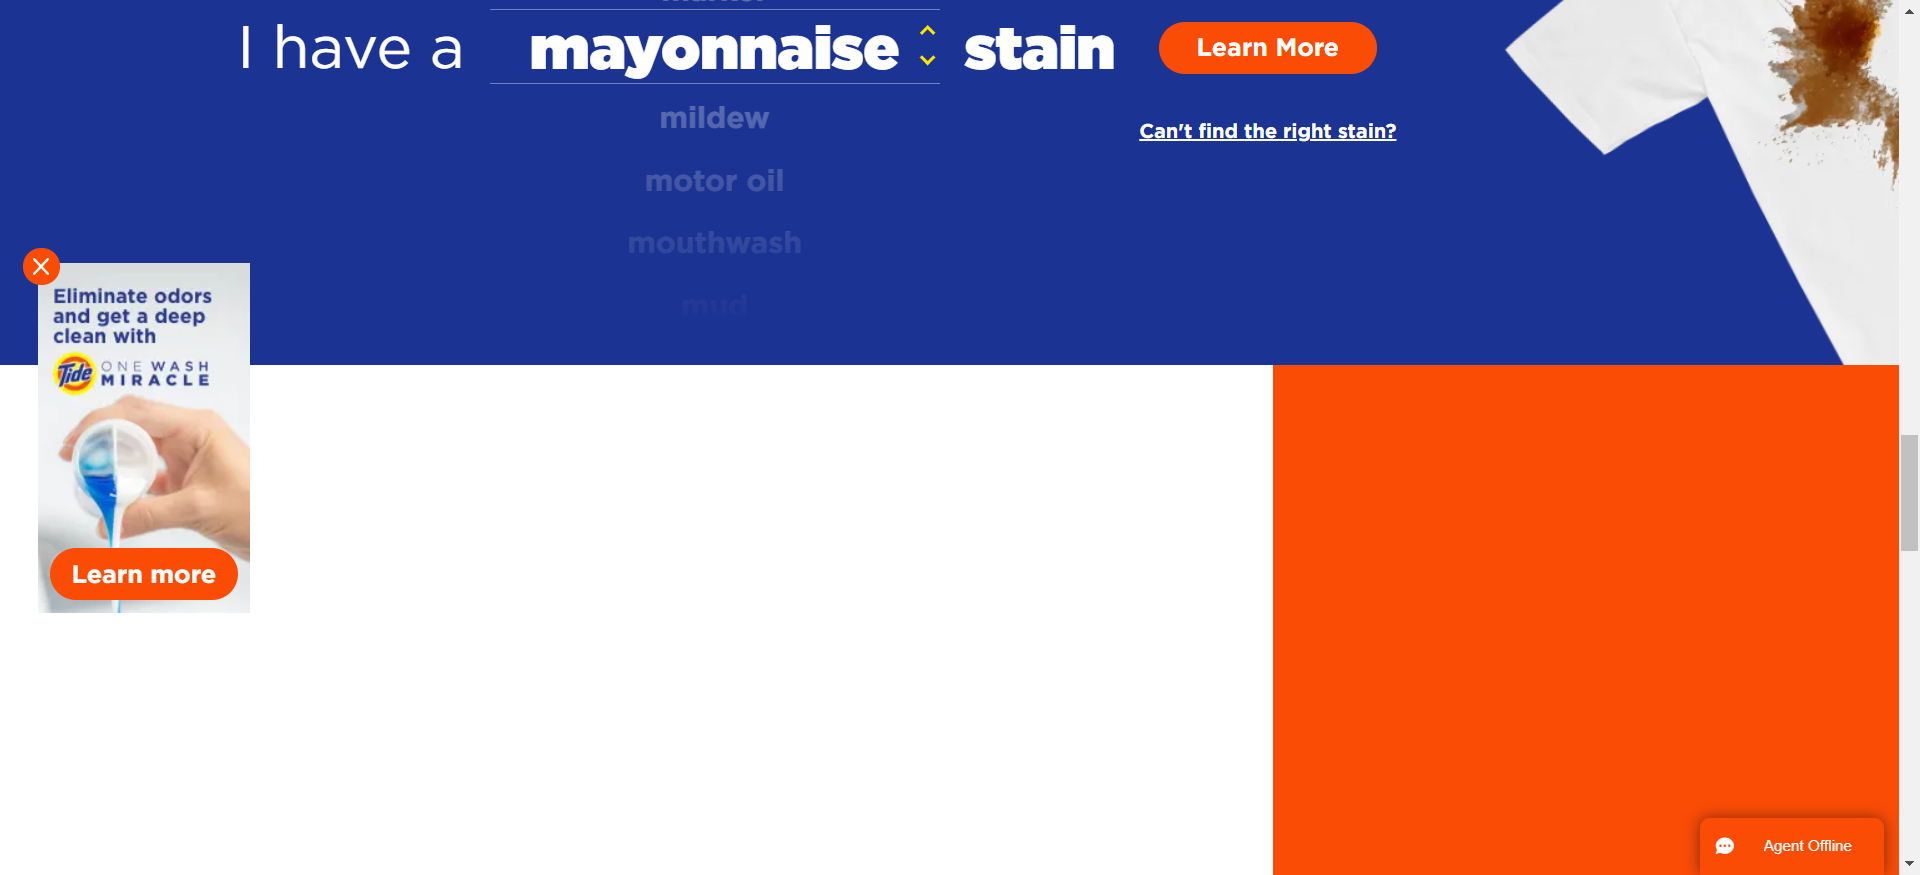 I have a mayonnaise stain Learn More
mildew
Can't find the right stain?
motor oil
mouthwash
mud
Eliminate odors
and get a deep
clean with
Tide ONE WASH
MIRACLE
Learn more
Agent Offline